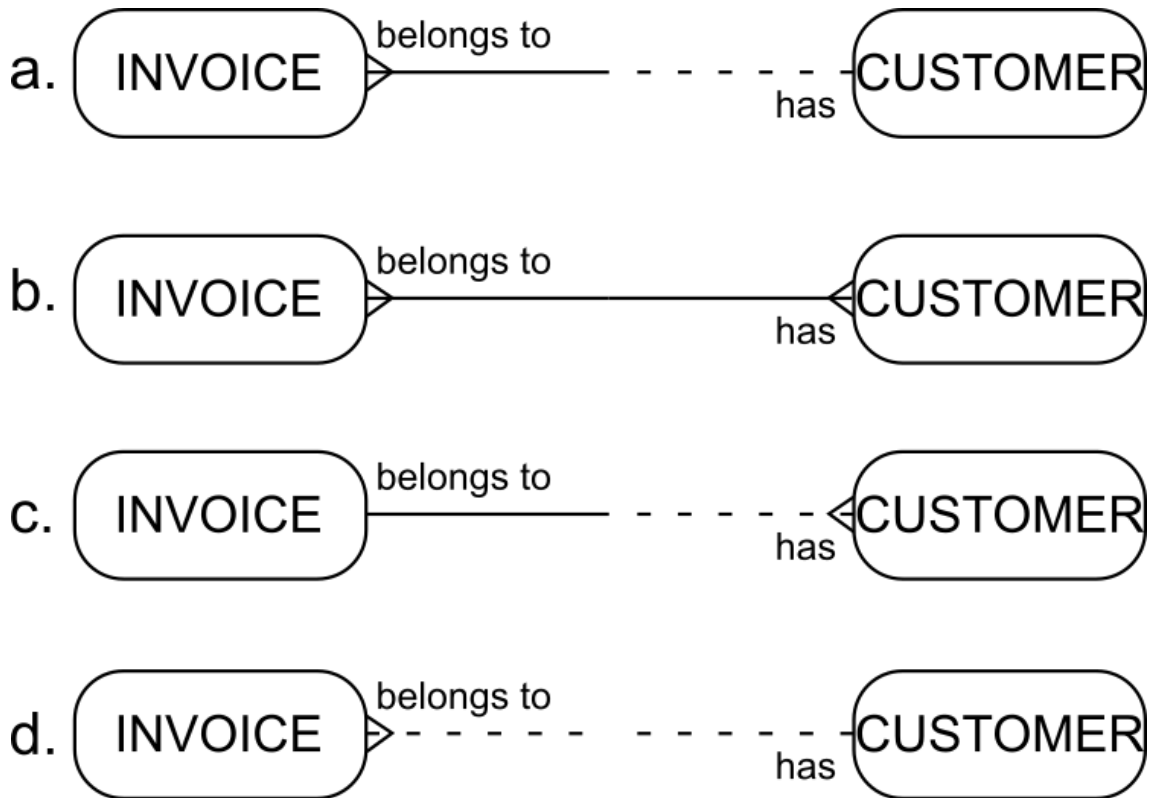 belongs to
a. INVOICE CUSTOMER
has
belongs to
b. INVOICE CUSTOMER
has
belongs to
c. INVOICE CUSTOMER
has
belongs to
d. INVOICE CUSTOMER
has